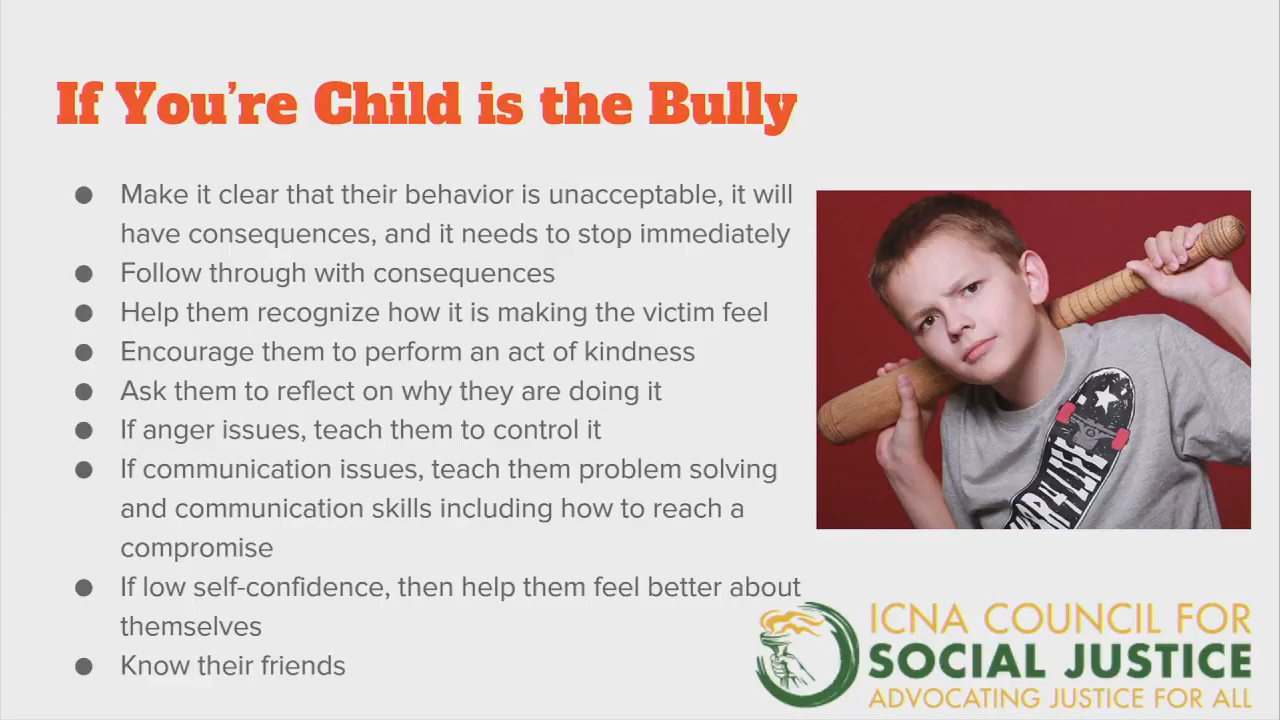 If You're Child is the Bully
● Make it clear that their behavior is unacceptable, it will
have consequences, and it needs to stop immediately
● Follow through with consequences
● Help them recognize how it is making the victim feel
● Encourage them to perform an act of kindness
● Ask them to reflect on why they are doing it
● If anger issues, teach them to control it
● If communication issues, teach them problem solving
and communication skills including how to reach a
compromise
● If low self-confidence, then help them feel better about
themselves
● Know their friends
4 LIFE
ICNA COUNCIL FOR
SOCIAL JUSTICE
ADVOCATING JUSTICE FOR ALL